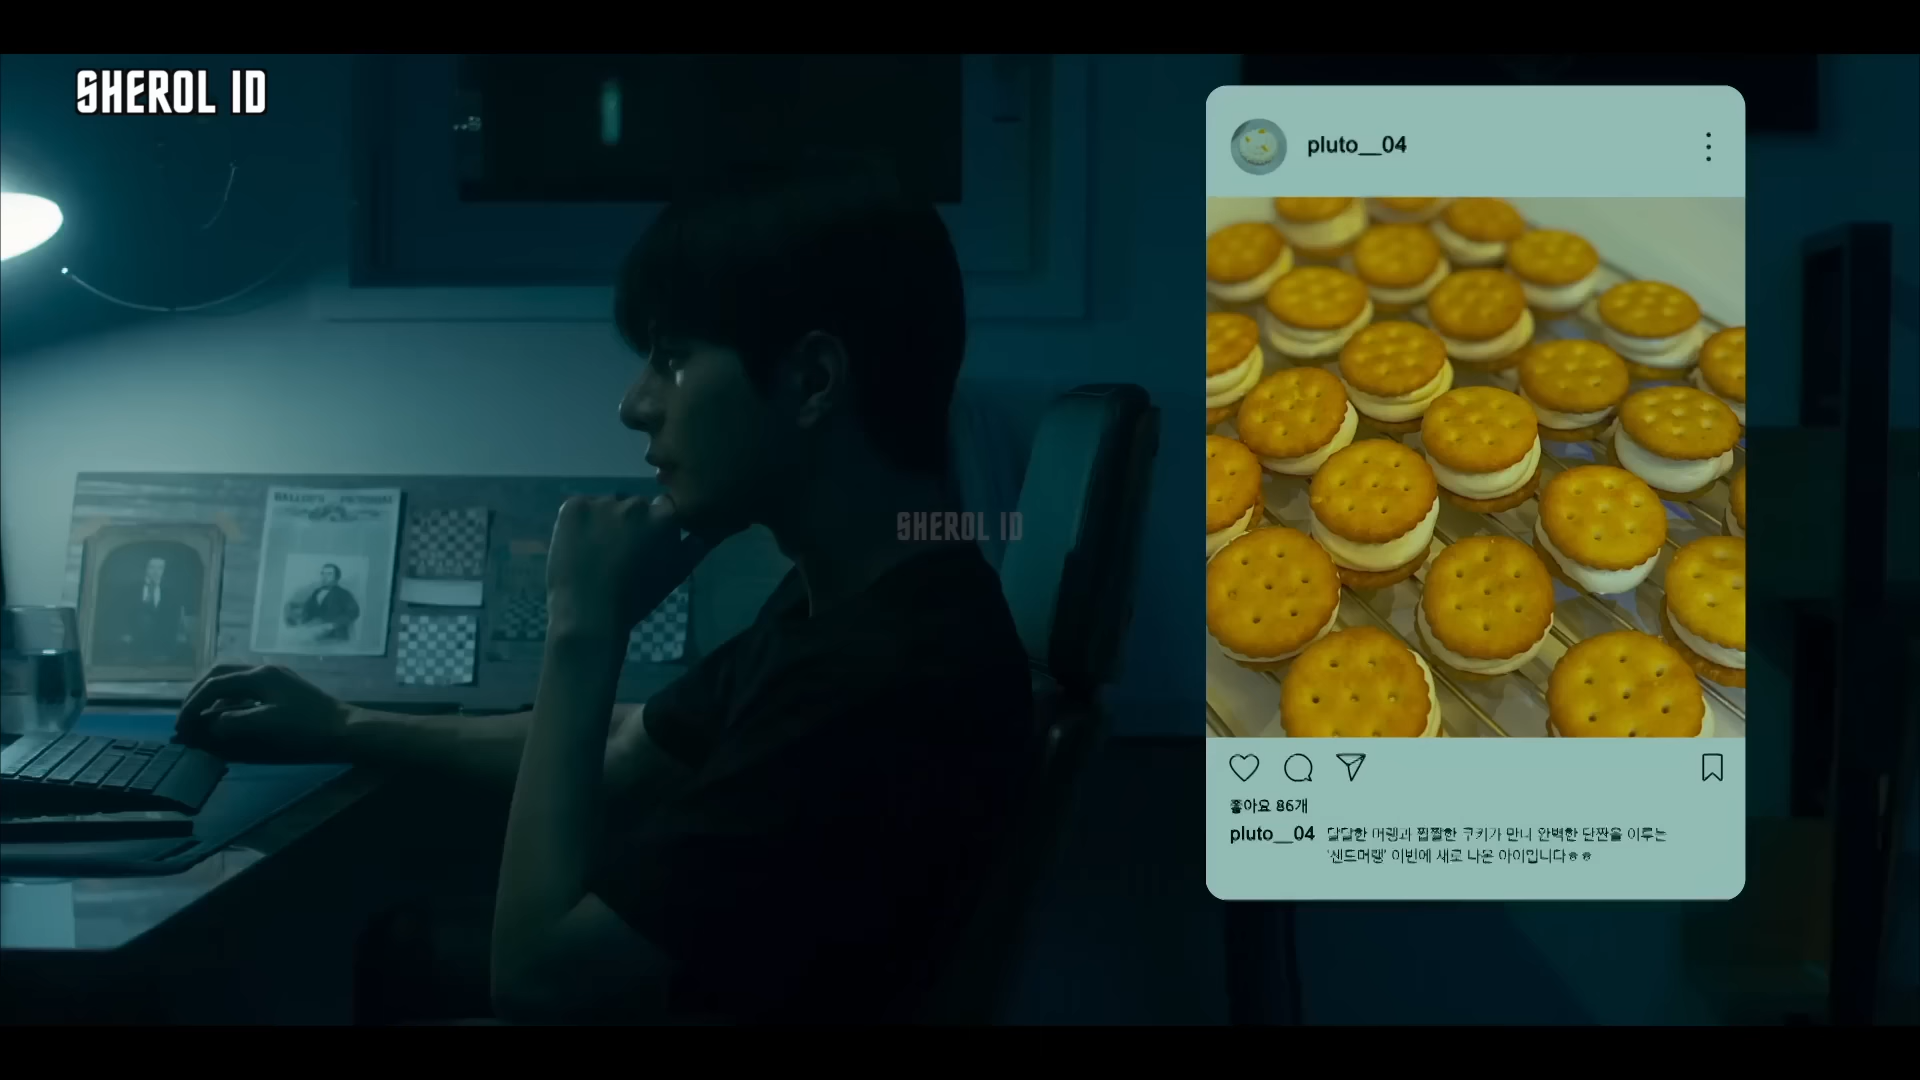 SHEROL ID
pluto__04
SHEROL ID
좋아요 86개
pluto__04 달달한 머랭과 짭짤한 쿠키가 만나 완벽한 단짠을 이루는
'샌드머랭' 이번에 새로 나온 아이입니다ㅎㅎ